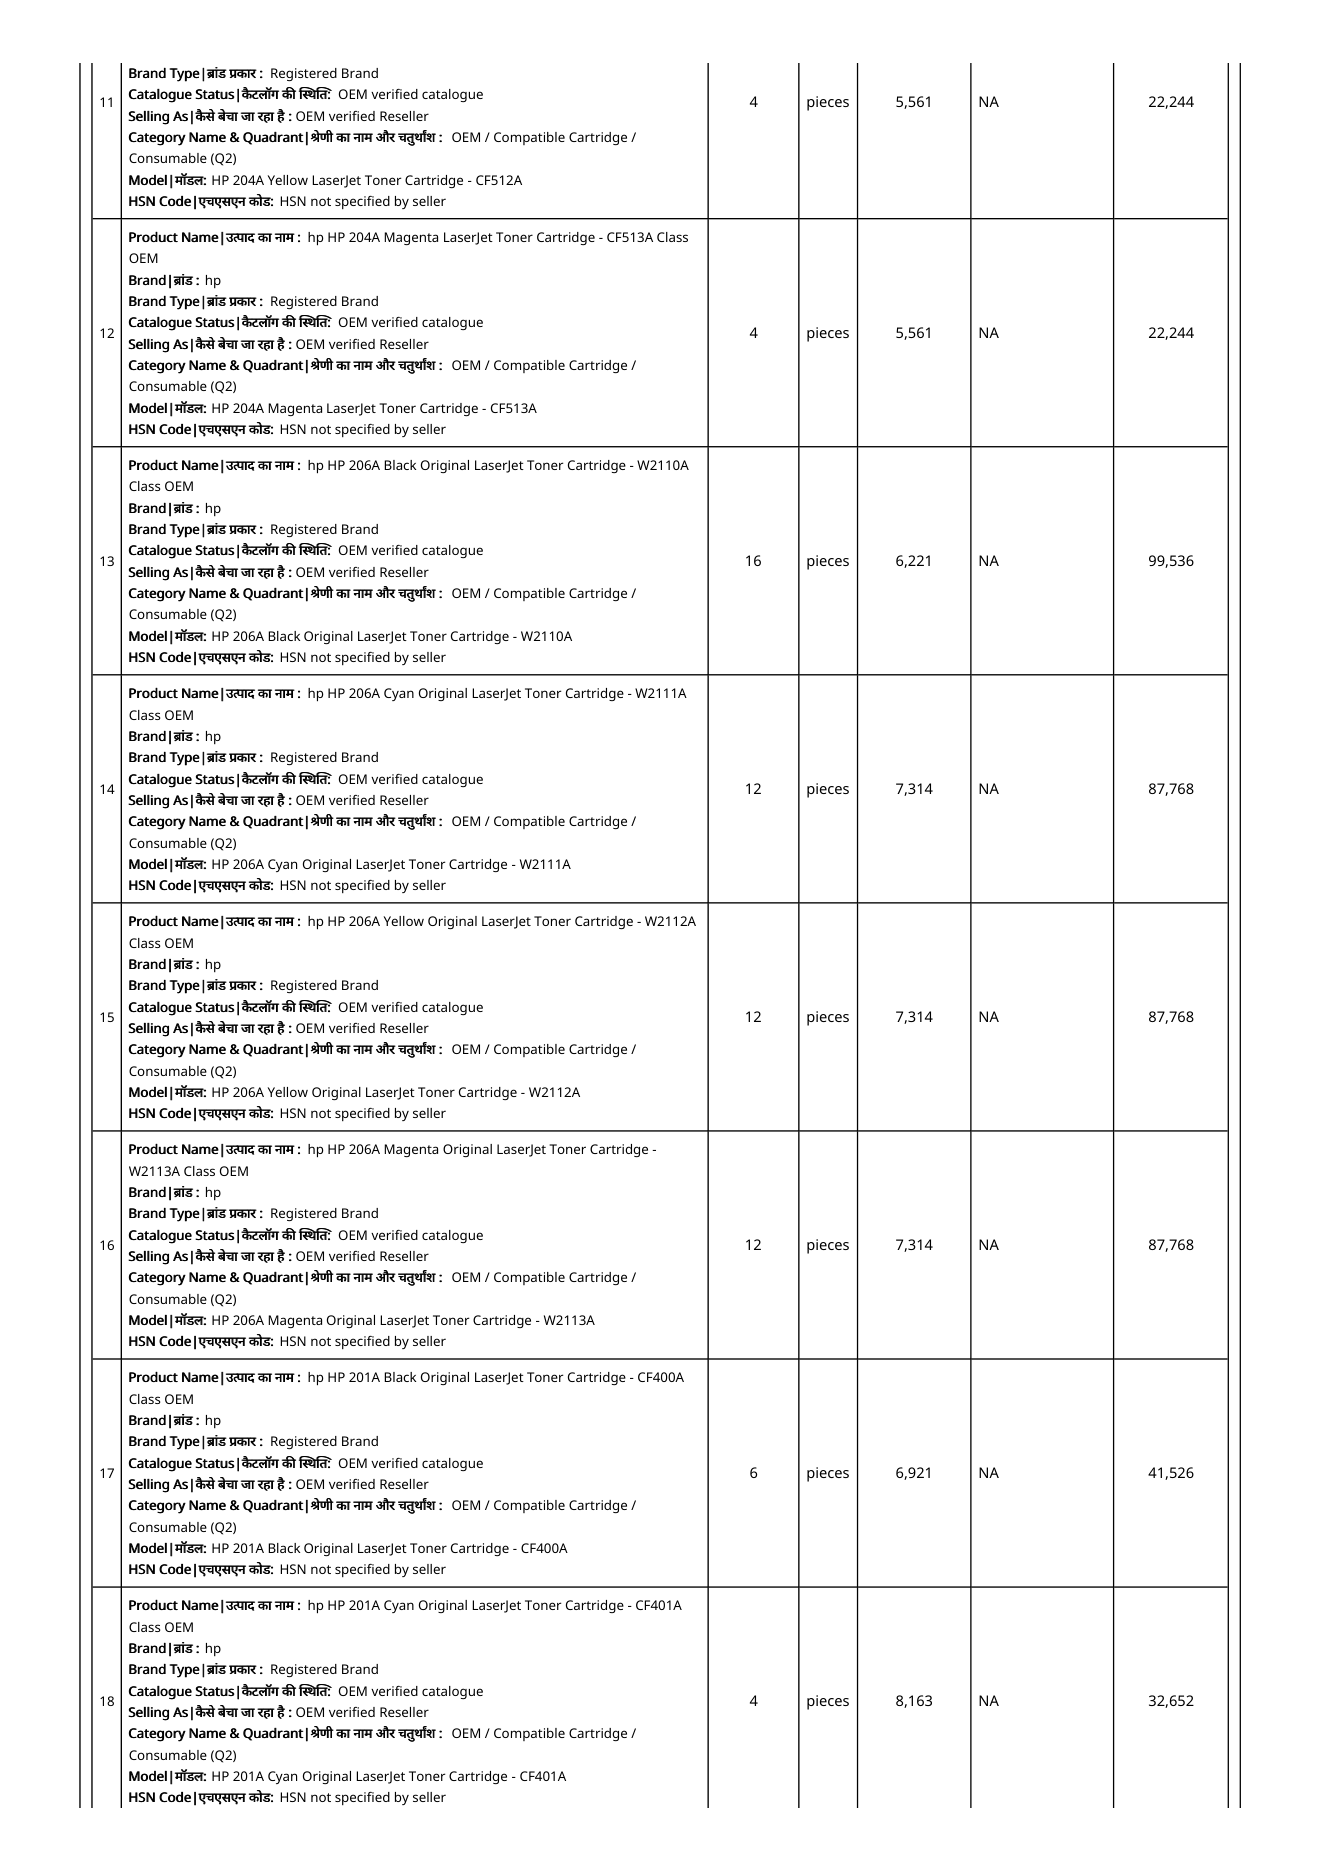 Brand Type|ब्रांड प्रकार : Registered Brand
Catalogue Status|कैटलॉग की स्थिति: OEM verified catalogue
Selling As|कैसे बेचा जा रहा है : OEM verified Reseller
Category Name & Quadrant|श्रेणी का नाम और चतुर्थांश : OEM / Compatible Cartridge /
Consumable (Q2)
Model|मॉडल: HP 204A Yellow LaserJet Toner Cartridge - CF512A
HSN Code|एचएसएन कोड: HSN not specified by seller
11 4 pieces 5,561 NA 22,244
Product Name|उत्पाद का नाम : hp HP 204A Magenta LaserJet Toner Cartridge - CF513A Class
OEM
Brand|ब्रांड : hp
Brand Type|ब्रांड प्रकार : Registered Brand
Catalogue Status|कैटलॉग की स्थिति: OEM verified catalogue
Selling As|कैसे बेचा जा रहा है : OEM verified Reseller
Category Name & Quadrant|श्रेणी का नाम और चतुर्थांश : OEM / Compatible Cartridge /
Consumable (Q2)
Model|मॉडल: HP 204A Magenta LaserJet Toner Cartridge - CF513A
HSN Code|एचएसएन कोड: HSN not specified by seller
12 4 pieces 5,561 NA 22,244
Product Name|उत्पाद का नाम : hp HP 206A Black Original LaserJet Toner Cartridge - W2110A
Class OEM
Brand|ब्रांड : hp
Brand Type|ब्रांड प्रकार : Registered Brand
Catalogue Status|कैटलॉग की स्थिति: OEM verified catalogue
Selling As|कैसे बेचा जा रहा है : OEM verified Reseller
Category Name & Quadrant|श्रेणी का नाम और चतुर्थांश : OEM / Compatible Cartridge /
Consumable (Q2)
Model|मॉडल: HP 206A Black Original LaserJet Toner Cartridge - W2110A
HSN Code|एचएसएन कोड: HSN not specified by seller
13 16 pieces 6,221 NA 99,536
Product Name|उत्पाद का नाम : hp HP 206A Cyan Original LaserJet Toner Cartridge - W2111A
Class OEM
Brand|ब्रांड : hp
Brand Type|ब्रांड प्रकार : Registered Brand
Catalogue Status|कैटलॉग की स्थिति: OEM verified catalogue
Selling As|कैसे बेचा जा रहा है : OEM verified Reseller
Category Name & Quadrant|श्रेणी का नाम और चतुर्थांश : OEM / Compatible Cartridge /
Consumable (Q2)
Model|मॉडल: HP 206A Cyan Original LaserJet Toner Cartridge - W2111A
HSN Code|एचएसएन कोड: HSN not specified by seller
14 12 pieces 7,314 NA 87,768
Product Name|उत्पाद का नाम : hp HP 206A Yellow Original LaserJet Toner Cartridge - W2112A
Class OEM
Brand|ब्रांड : hp
Brand Type|ब्रांड प्रकार : Registered Brand
Catalogue Status|कैटलॉग की स्थिति: OEM verified catalogue
Selling As|कैसे बेचा जा रहा है : OEM verified Reseller
Category Name & Quadrant|श्रेणी का नाम और चतुर्थांश : OEM / Compatible Cartridge /
Consumable (Q2)
Model|मॉडल: HP 206A Yellow Original LaserJet Toner Cartridge - W2112A
HSN Code|एचएसएन कोड: HSN not specified by seller
15 12 pieces 7,314 NA 87,768
Product Name|उत्पाद का नाम : hp HP 206A Magenta Original LaserJet Toner Cartridge -
W2113A Class OEM
Brand|ब्रांड : hp
Brand Type|ब्रांड प्रकार : Registered Brand
Catalogue Status|कैटलॉग की स्थिति: OEM verified catalogue
Selling As|कैसे बेचा जा रहा है : OEM verified Reseller
Category Name & Quadrant|श्रेणी का नाम और चतुर्थांश : OEM / Compatible Cartridge /
Consumable (Q2)
Model|मॉडल: HP 206A Magenta Original LaserJet Toner Cartridge - W2113A
HSN Code|एचएसएन कोड: HSN not specified by seller
16 12 pieces 7,314 NA 87,768
Product Name|उत्पाद का नाम : hp HP 201A Black Original LaserJet Toner Cartridge - CF400A
Class OEM
Brand|ब्रांड : hp
Brand Type|ब्रांड प्रकार : Registered Brand
Catalogue Status|कैटलॉग की स्थिति: OEM verified catalogue
Selling As|कैसे बेचा जा रहा है : OEM verified Reseller
Category Name & Quadrant|श्रेणी का नाम और चतुर्थांश : OEM / Compatible Cartridge /
Consumable (Q2)
Model|मॉडल: HP 201A Black Original LaserJet Toner Cartridge - CF400A
HSN Code|एचएसएन कोड: HSN not specified by seller
17 6 pieces 6,921 NA 41,526
Product Name|उत्पाद का नाम : hp HP 201A Cyan Original LaserJet Toner Cartridge - CF401A
Class OEM
Brand|ब्रांड : hp
Brand Type|ब्रांड प्रकार : Registered Brand
Catalogue Status|कैटलॉग की स्थिति: OEM verified catalogue
Selling As|कैसे बेचा जा रहा है : OEM verified Reseller
Category Name & Quadrant|श्रेणी का नाम और चतुर्थांश : OEM / Compatible Cartridge /
Consumable (Q2)
Model|मॉडल: HP 201A Cyan Original LaserJet Toner Cartridge - CF401A
HSN Code|एचएसएन कोड: HSN not specified by seller
18 4 pieces 8,163 NA 32,652